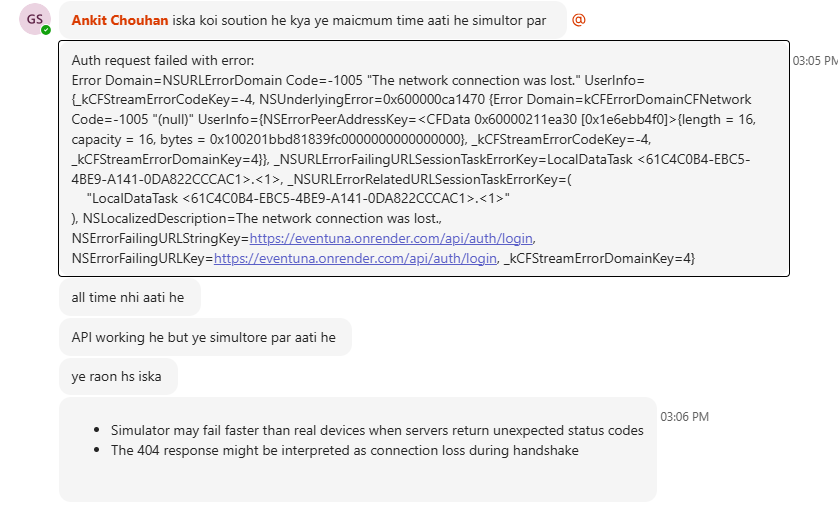 GS
Ankit Chouhan iska koi soution he kya ye maicmum time aati he simultor par
@
Auth request failed with error:
03:05 PM
Error Domain=NSURLErrorDomain Code=-1005 "The network connection was lost." UserInfo=
{_kCFStreamErrorCodeKey=-4, NSUnderlyingError=0x600000ca1470 {Error Domain=kCFErrorDomainCFNetwork
Code=-1005 "(null)" UserInfo={NSErrorPeerAddressKey=<CFData 0x60000211ea30 [0x1e6ebb4f0]>{length = 16,
capacity = 16, bytes = 0x100201bbd81839fc0000000000000000}, _kCFStreamErrorCodeKey=-4,
_kCFStreamErrorDomainKey=4}}, _NSURLErrorFailingURLSessionTaskErrorKey=LocalDataTask <61C4C0B4-EBC5-
4BE9-A141-0DA822CCCAC1>.<1>, _NSURLErrorRelatedURLSessionTaskErrorKey=(
"LocalDataTask <61C4C0B4-EBC5-4BE9-A141-0DA822CCCAC1>.<1>"
), NSLocalizedDescription=The network connection was lost.,
NSErrorFailingURLStringKey=https://eventuna.onrender.com/api/auth/login,
NSErrorFailingURLKey=https://eventuna.onrender.com/api/auth/login, _kCFStreamErrorDomainKey=4}
all time nhi aati he
API working he but ye simultore par aati he
ye raon hs iska
03:06 PM
• Simulator may fail faster than real devices when servers return unexpected status codes
• The 404 response might be interpreted as connection loss during handshake